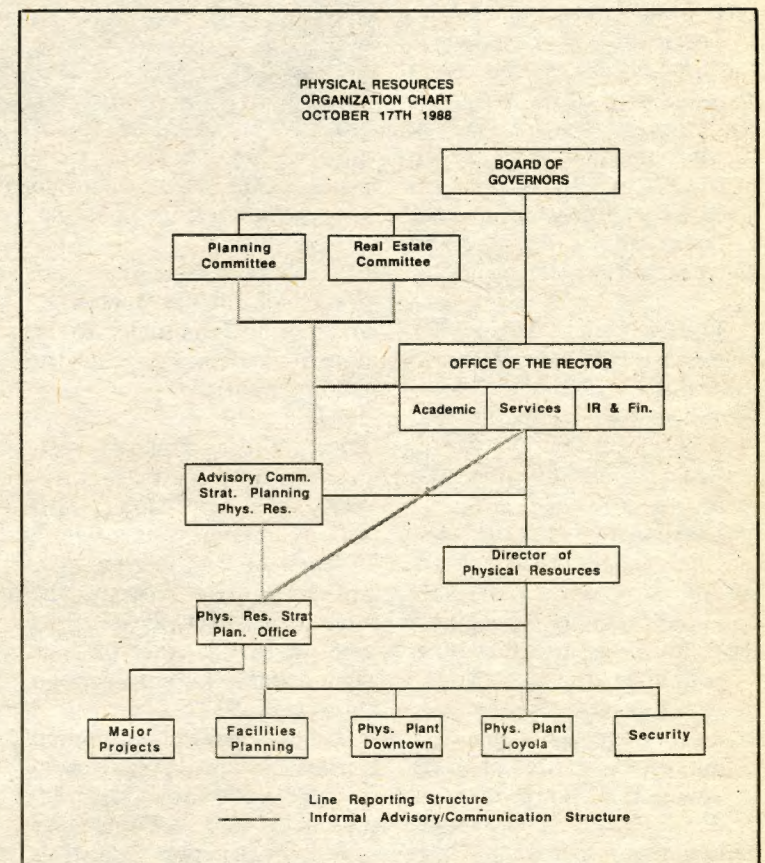 PHYSICAL RESOURCES
ORGANIZATION CHART
OCTOBER 17TH 1988
BOARD OF
GOVERNORS
Planning
Committee
Real Estate
Committee
OFFICE OF THE RECTOR
Academic
Services
IR & Fin.
Advisory Comm.
Strat. Planning
Phys. Res.
Director of
Physical Resources
Phys. Res. Strat
Plan. Office
Major
Projects
Facilities
Planning
Phys. Plant
Downtown
Phys. Plant
Loyola
Security
Line Reporting Structure
Informal Advisory/Communication Structure